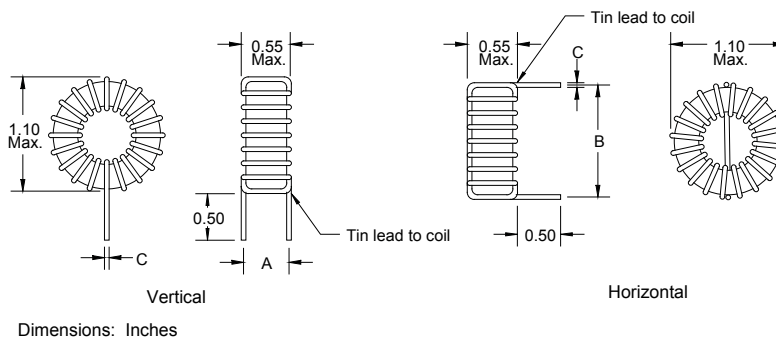 Tin lead to coil
0.55
Max.
0.55
Max.
C
1.10
Max.
1.10
Max.
B
0.50
Tin lead to coil
0.50
C
A
Vertical
Horizontal
Dimensions: Inches